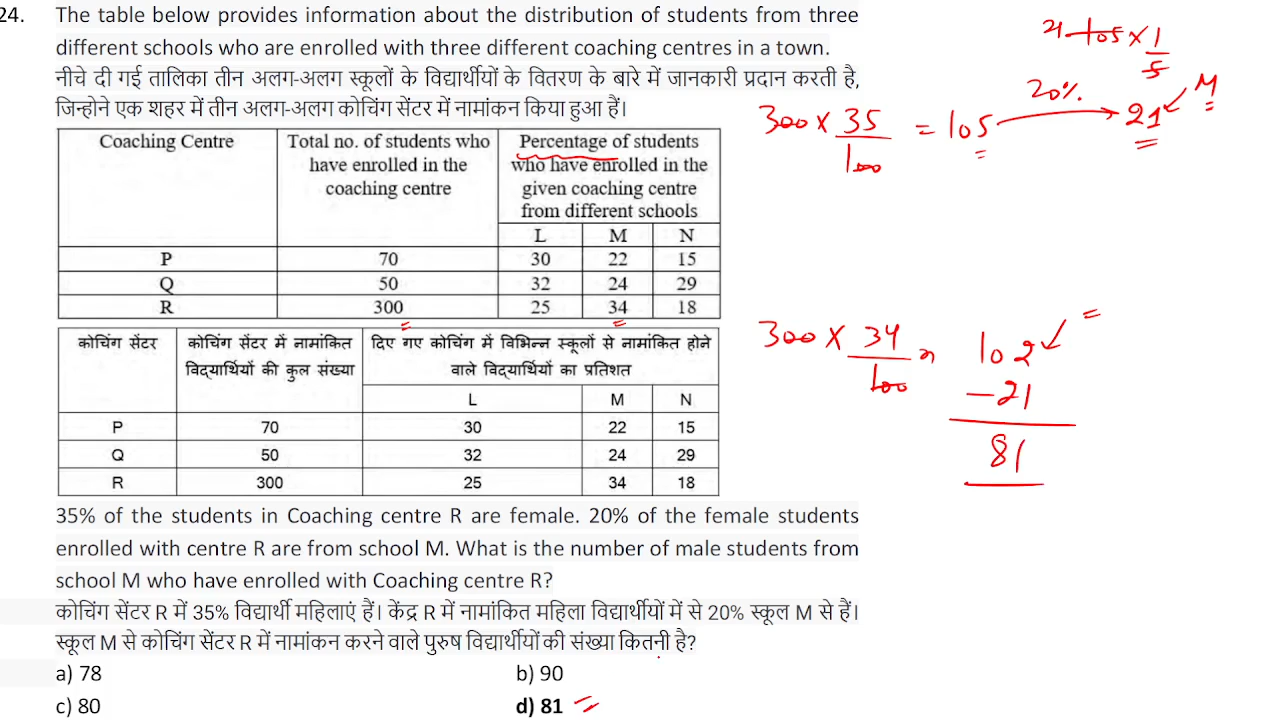 24.
The table below provides information about the distribution of students from three
different schools who are enrolled with three different coaching centres in a town.
नीचे दी गई तालिका तीन अलग-अलग स्कूलों के विद्यार्थीयों के वितरण के बारे में जानकारी प्रदान करती है,
जिन्होने एक शहर में तीन अलग-अलग कोचिंग सेंटर में नामांकन किया हुआ हैं।
Coaching Centre Total no. of students who Percentage of students
have enrolled in the who have enrolled in the
coaching centre given coaching centre
from different schools
L M N
P 70 30 22 15
Q 50 32 24 29
R 300 25 34 18
कोचिंग सेंटर कोचिंग सेंटर में नामांकित दिए गए कोचिंग में विभिन्न स्कूलों से नामांकित होने
विद्यार्थियों की कुल संख्या वाले विद्यार्थियों का प्रतिशत
L M N
P 70 30 22 15
Q 50 32 24 29
R 300 25 34 18
35% of the students in Coaching centre R are female. 20% of the female students
enrolled with centre R are from school M. What is the number of male students from
school M who have enrolled with Coaching centre R?
कोचिंग सेंटर R में 35% विद्यार्थी महिलाएं हैं। केंद्र R में नामांकित महिला विद्यार्थीयों में से 20% स्कूल M से हैं।
स्कूल M से कोचिंग सेंटर R में नामांकन करने वाले पुरुष विद्यार्थीयों की संख्या कितनी है?
a) 78 b) 90
c) 80 d) 81 =
21 105 × 1/5
300 × 35/100 = 105 20% 21 M
300 × 34/100 = 102
- 21
81